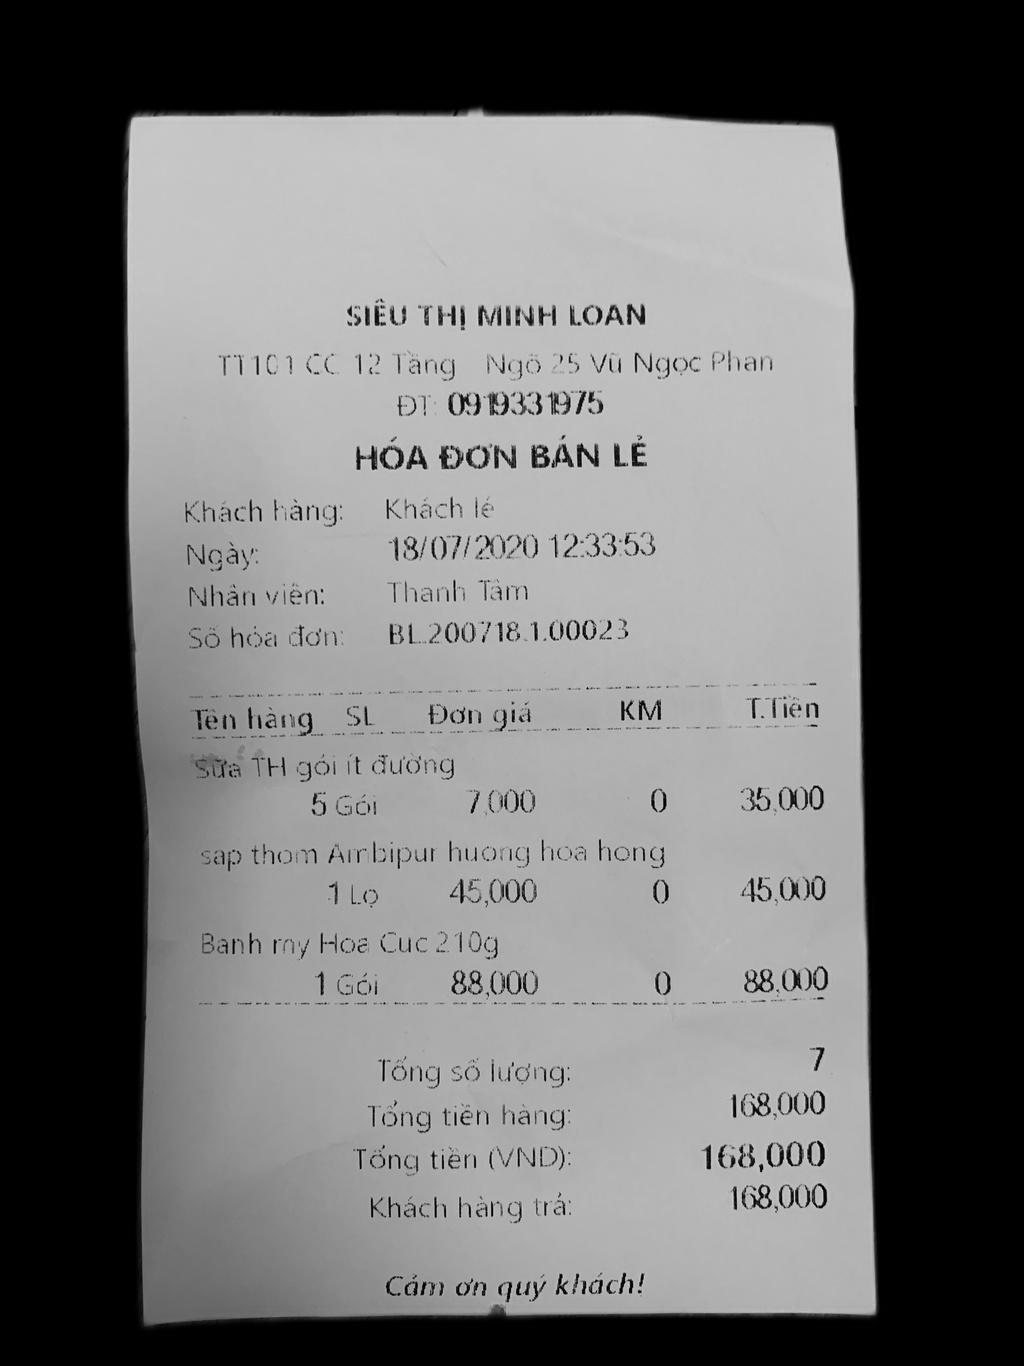 SIÊU THỊ MINH LOAN
TT101 CC 12 Tầng Ngõ 25 Vũ Ngọc Phan
ĐT: 0919331975
HÓA ĐƠN BÁN LẺ
Khách hàng: Khách lẻ
Ngày: 18/07/2020 12:33:53
Nhân viên: Thanh Tâm
Số hóa đơn: BL.200718.1.00023
Tên hàng SL Đơn giá KM T.Tiền
Sữa TH gói ít đường
5 Gói 7,000 0 35,000
sap thom Ambipur huong hoa hong
1 Lọ 45,000 0 45,000
Banh my Hoa Cuc 210g
1 Gói 88,000 0 88,000
Tổng số lượng: 7
Tổng tiền hàng: 168,000
Tổng tiền (VND): 168,000
Khách hàng trả: 168,000
Cảm ơn quý khách!